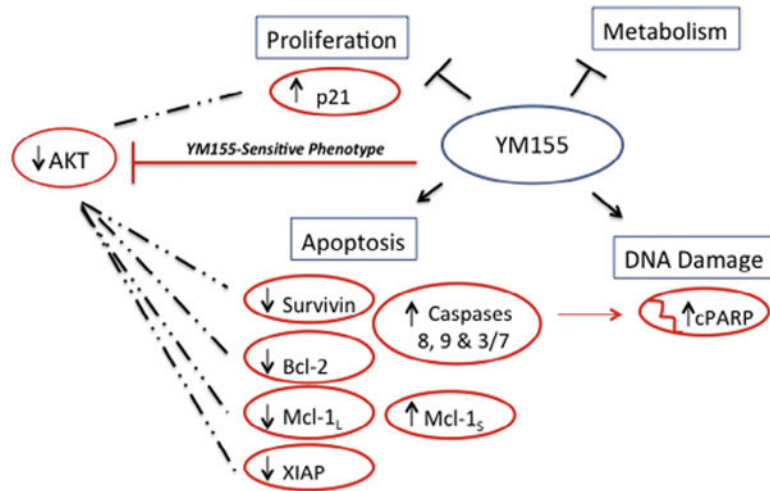 Proliferation
Metabolism
↑ p21
YM155
↓ AKT
YM155-Sensitive Phenotype
Apoptosis
DNA Damage
↓ Survivin
↑ Caspases
8, 9 & 3/7
↑ cPARP
↓ Bcl-2
↓ Mcl-1L
↑ Mcl-1S
↓ XIAP